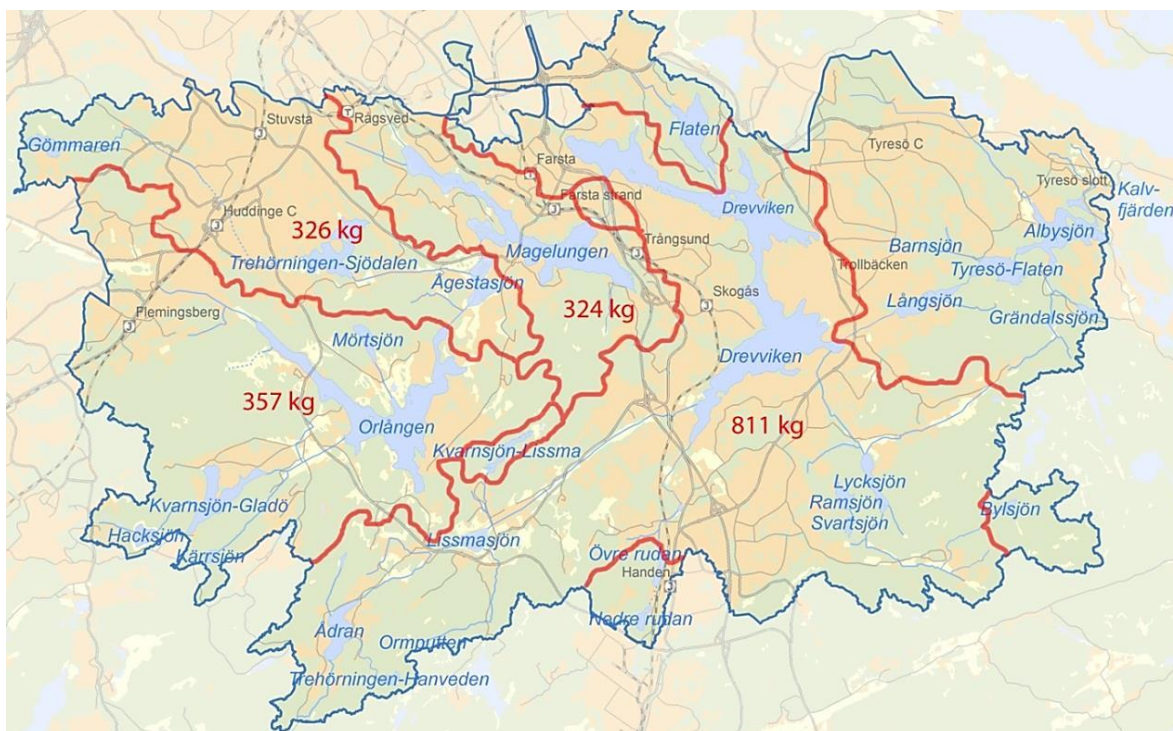 Stuvsta
Rågsved
Gömmaren
Flaten
Farsta
Tyresö C
Tyresö slott
Kalv-
fjärden
Farsta strand
Drevviken
Huddinge C
326 kg
Trehörningen-Sjödalen
Magelungen
Trångsund
Barnsjön
Albysjön
Trollbäcken
Tyresö-Flaten
Ågestasjön
Skogås
Långsjön
324 kg
Grändalssjön
Flemingsberg
Mörtsjön
Drevviken
357 kg
Orlången
811 kg
Kvarnsjön-Lissma
Lycksjön
Ramsjön
Svartsjön
Kvarnsjön-Gladö
Bylsjön
Hacksjön
Kärrsjön
Lissmasjön
Övre rudan
Handen
Nedre rudan
Ådran
Ormputten
Trehörningen-Hanveden